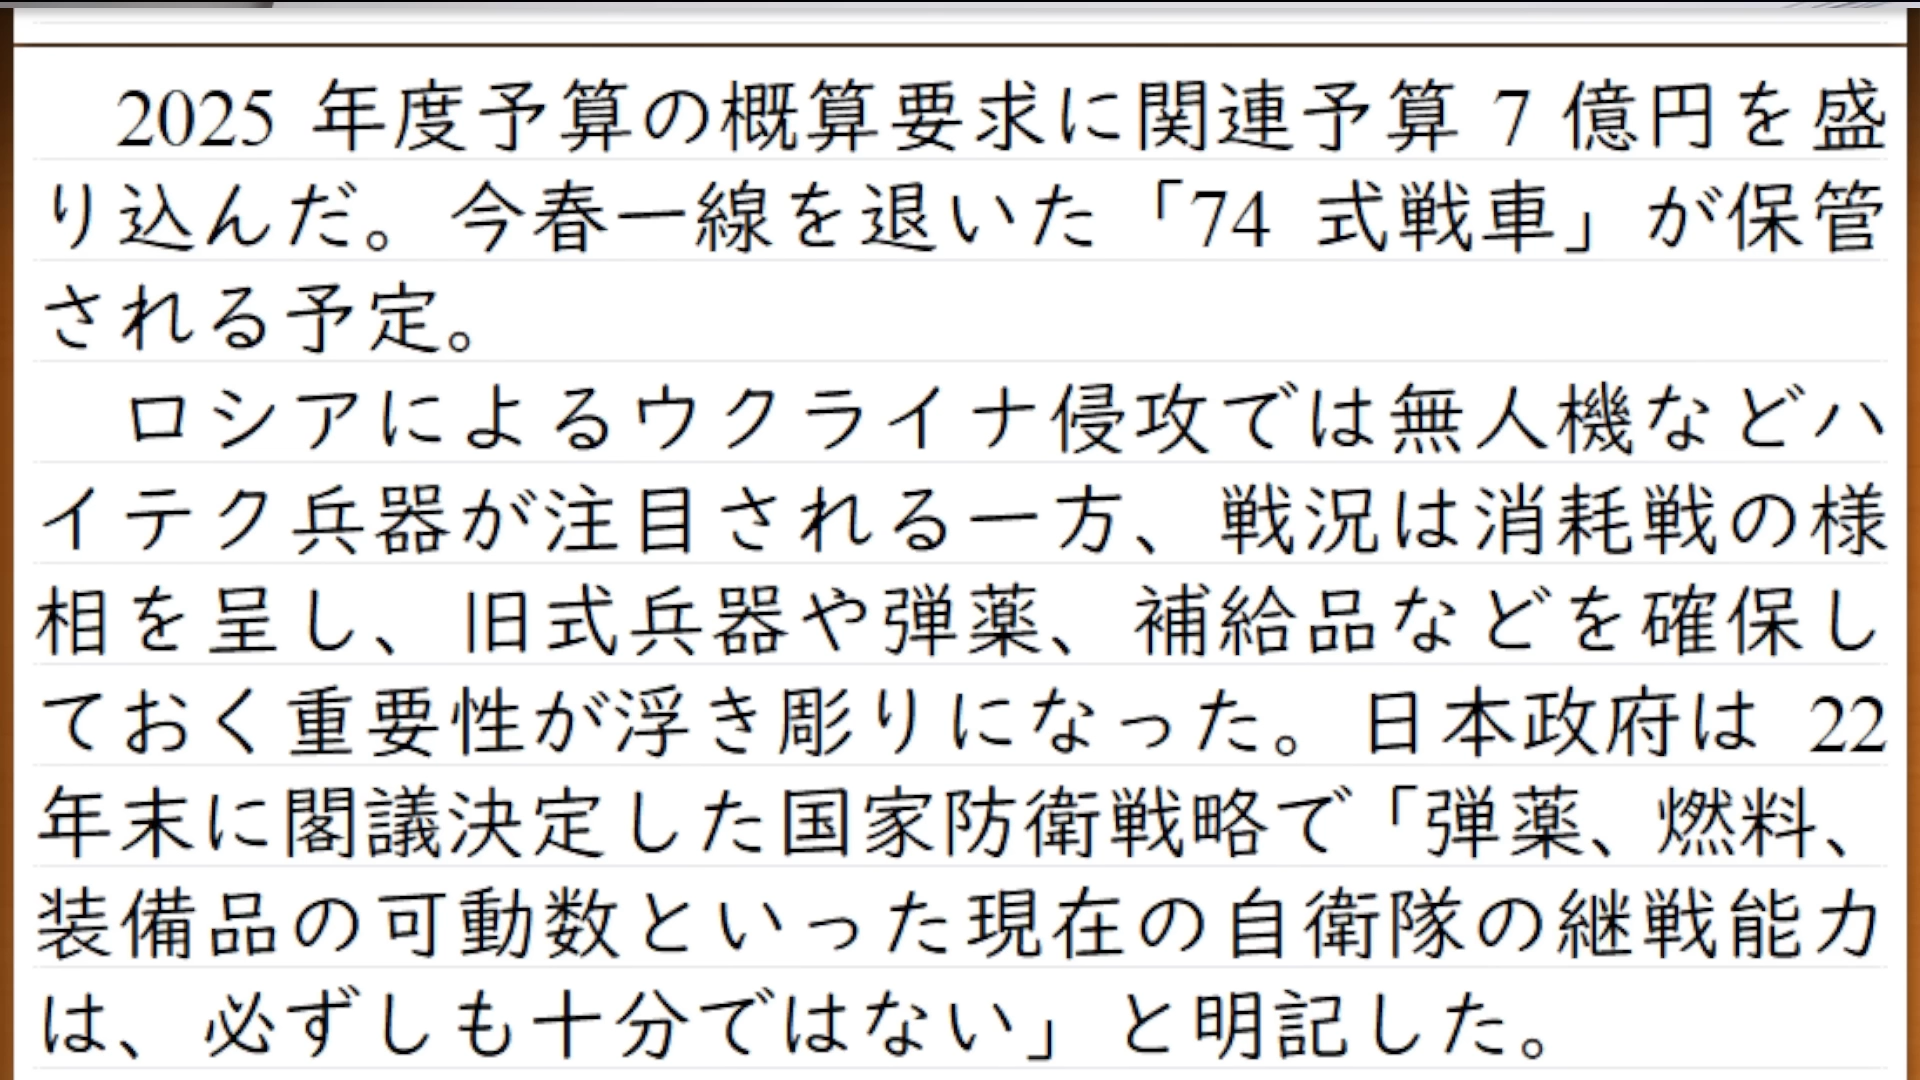 2025 年度予算の概算要求に関連予算 7 億円を盛
り込んだ。今春一線を退いた「74 式戦車」が保管
される予定。
ロシアによるウクライナ侵攻では無人機などハ
イテク兵器が注目される一方、戦況は消耗戦の様
相を呈し、旧式兵器や弾薬、補給品などを確保し
ておく重要性が浮き彫りになった。日本政府は 22
年末に閣議決定した国家防衛戦略で「弾薬、燃料、
装備品の可動数といった現在の自衛隊の継戦能力
は、必ずしも十分ではない」と明記した。